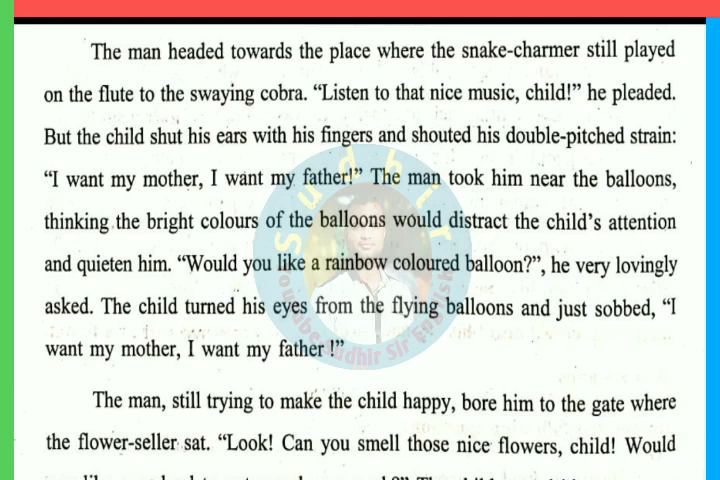 The man headed towards the place where the snake-charmer still played
on the flute to the swaying cobra. “Listen to that nice music, child!” he pleaded.
But the child shut his ears with his fingers and shouted his double-pitched strain:
“I want my mother, I want my father!” The man took him near the balloons,
thinking the bright colours of the balloons would distract the child’s attention
and quieten him. “Would you like a rainbow coloured balloon?”, he very lovingly
asked. The child turned his eyes from the flying balloons and just sobbed, “I
want my mother, I want my father !”
The man, still trying to make the child happy, bore him to the gate where
the flower-seller sat. “Look! Can you smell those nice flowers, child! Would
Sudhir
Youtube Sudhir Sir English